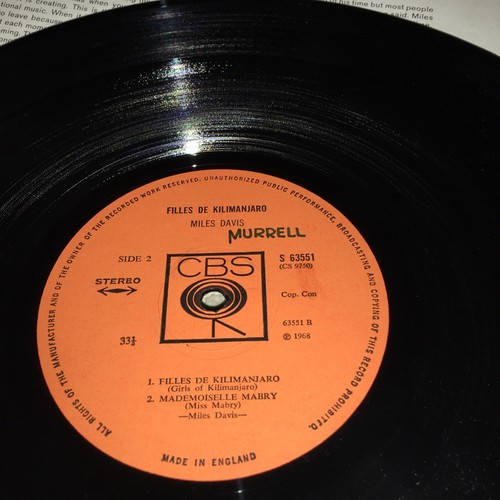 FILLES DE KILIMANJARO
MILES DAVIS
MURRELL
SIDE 2
CBS
S 63551
(CS 9750)
STEREO
Cop. Con
33⅓
63551 B
℗ 1968
1. FILLES DE KILIMANJARO
(Girls of Kilimanjaro)
2. MADEMOISELLE MABRY
(Miss Mabry)
—Miles Davis—
MADE IN ENGLAND
ALL RIGHTS OF THE MANUFACTURER AND OF THE OWNER OF THE RECORDED WORK RESERVED. UNAUTHORIZED PUBLIC PERFORMANCE, BROADCASTING AND COPYING OF THIS RECORD PROHIBITED.